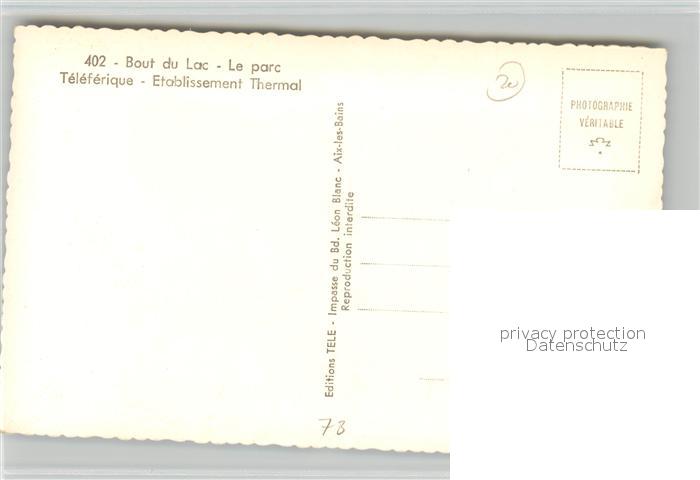 402 - Bout du Lac - Le parc
Téléférique - Etablissement Thermal
20
PHOTOGRAPHIE
VÉRITABLE
Editions TELE - Impasse du Bd. Léon Blanc - Aix-les-Bains
Reproduction interdite
73
privacy protection
Datenschutz